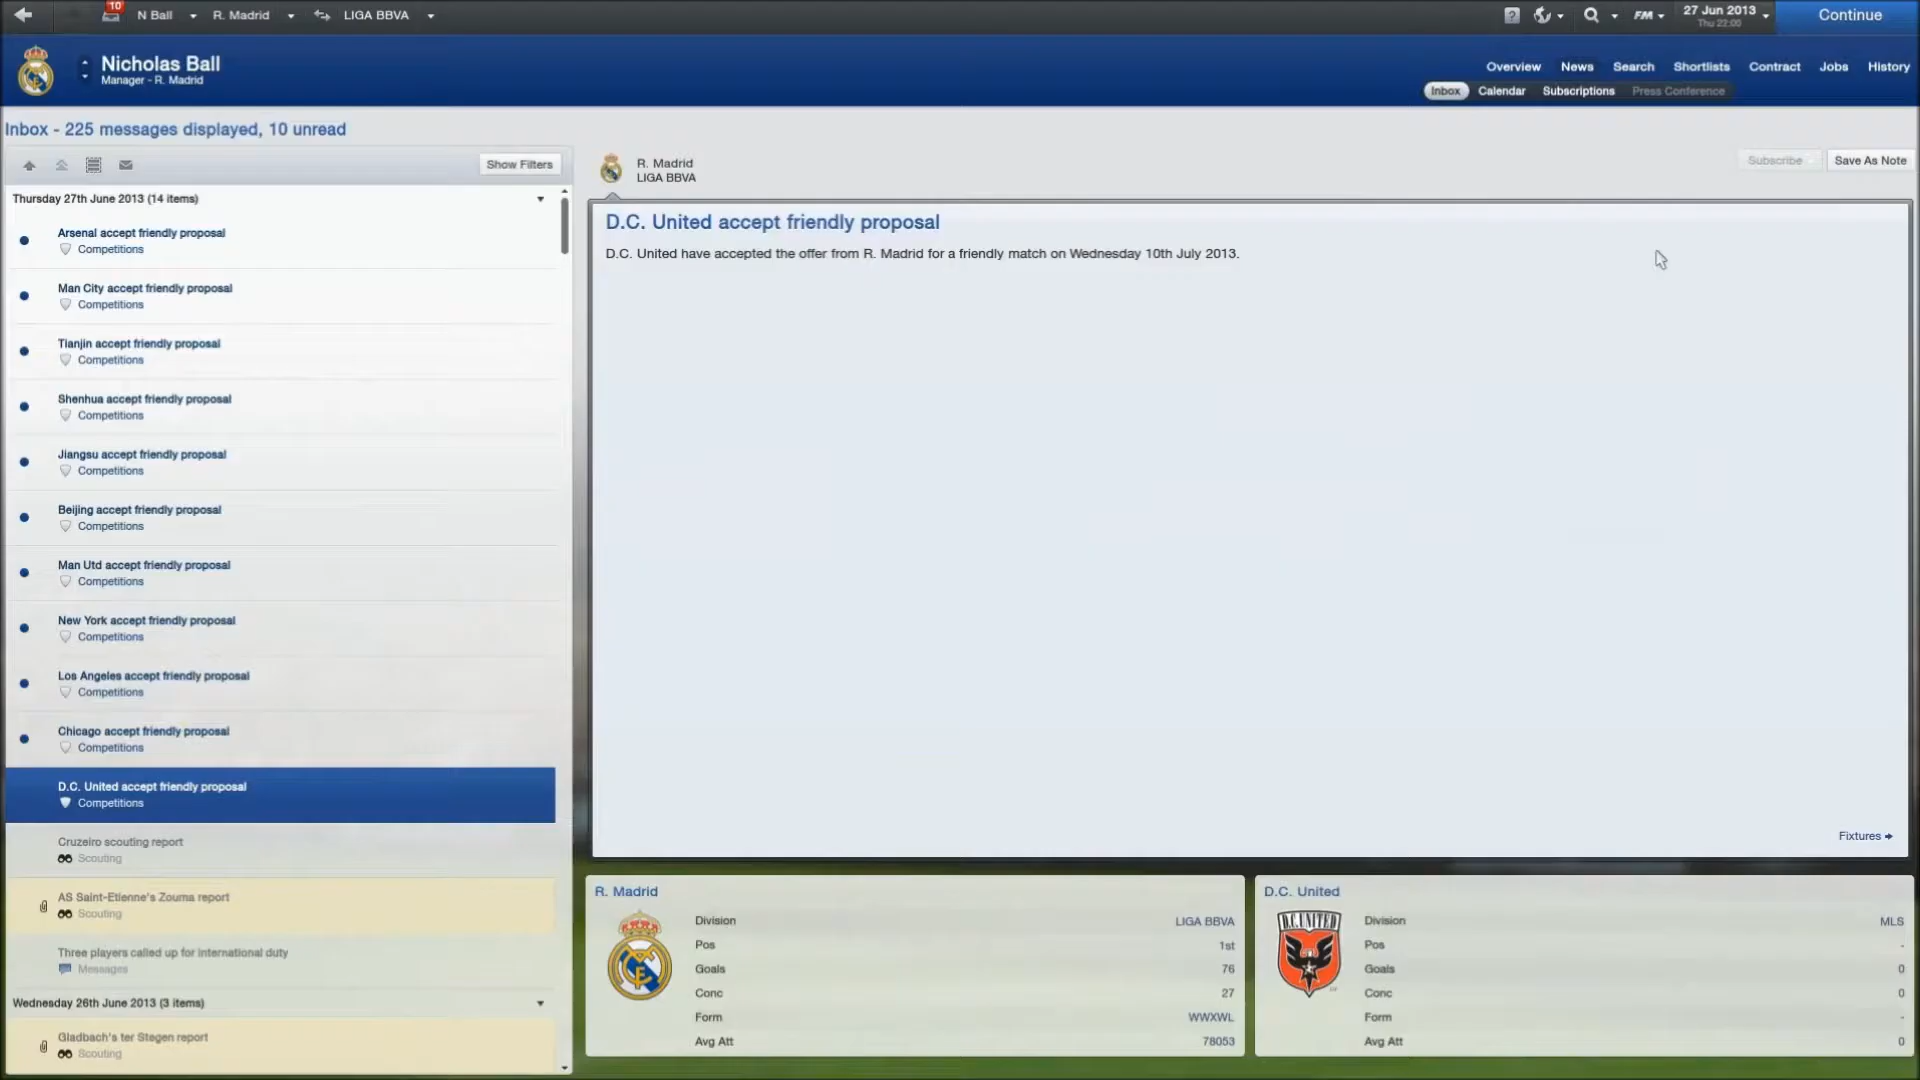 10
N Ball
R. Madrid
LIGA BBVA
FM
27 Jun 2013
Thu 22:00
Continue
Nicholas Ball
Manager - R. Madrid
Overview
News
Search
Shortlists
Contract
Jobs
History
Inbox
Calendar
Subscriptions
Press Conference
Inbox - 225 messages displayed, 10 unread
Show Filters
R. Madrid
LIGA BBVA
Subscribe
Save As Note
Thursday 27th June 2013 (14 items)
Arsenal accept friendly proposal
Competitions
Man City accept friendly proposal
Competitions
Tianjin accept friendly proposal
Competitions
Shenhua accept friendly proposal
Competitions
Jiangsu accept friendly proposal
Competitions
Beijing accept friendly proposal
Competitions
Man Utd accept friendly proposal
Competitions
New York accept friendly proposal
Competitions
Los Angeles accept friendly proposal
Competitions
Chicago accept friendly proposal
Competitions
D.C. United accept friendly proposal
Competitions
Cruzeiro scouting report
Scouting
AS Saint-Etienne's Zouma report
Scouting
Three players called up for international duty
Messages
Wednesday 26th June 2013 (3 items)
Gladbach's ter Stegen report
Scouting
D.C. United accept friendly proposal
D.C. United have accepted the offer from R. Madrid for a friendly match on Wednesday 10th July 2013.
Fixtures
R. Madrid
Division LIGA BBVA
Pos 1st
Goals 76
Conc 27
Form WWXWL
Avg Att 78053
D.C. United
D.C. UNITED
Division MLS
Pos -
Goals 0
Conc 0
Form -
Avg Att 0